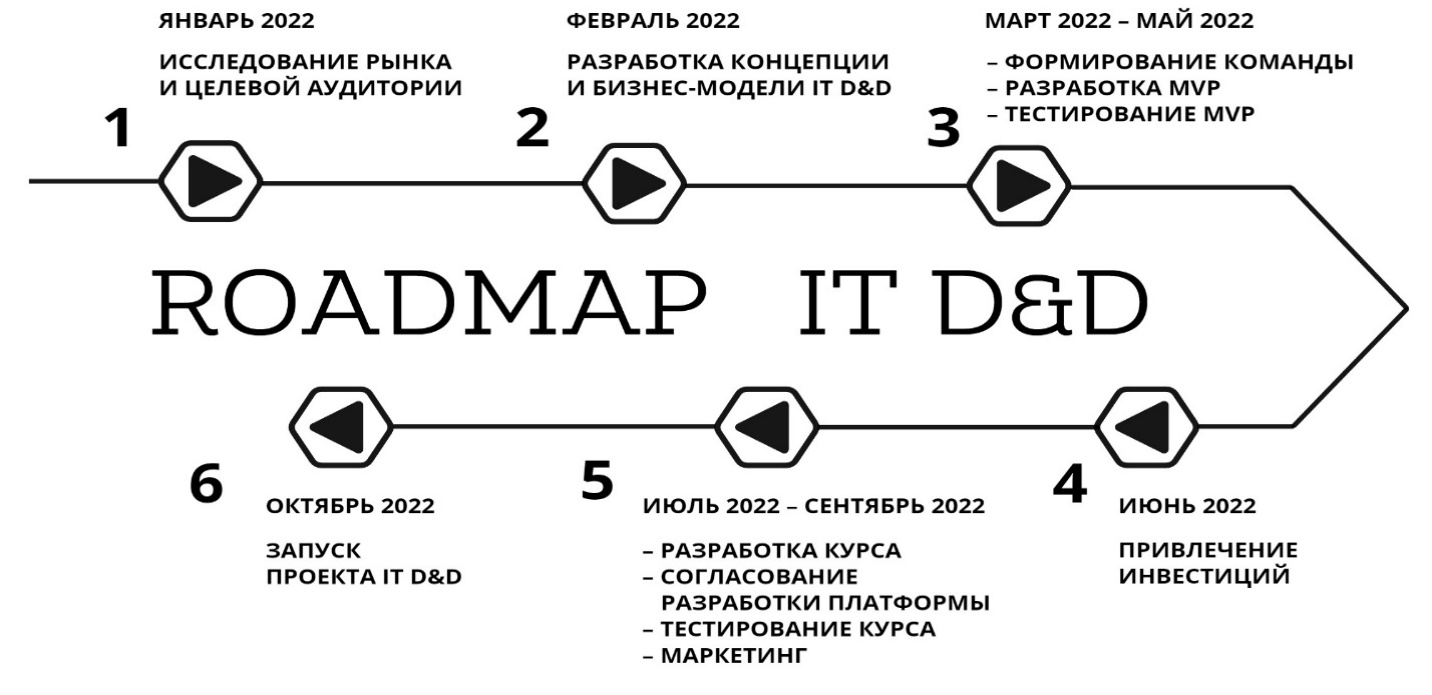 ЯНВАРЬ 2022
ИССЛЕДОВАНИЕ РЫНКА
И ЦЕЛЕВОЙ АУДИТОРИИ
1
ФЕВРАЛЬ 2022
РАЗРАБОТКА КОНЦЕПЦИИ
И БИЗНЕС-МОДЕЛИ IT D&D
2
МАРТ 2022 – МАЙ 2022
– ФОРМИРОВАНИЕ КОМАНДЫ
– РАЗРАБОТКА MVP
– ТЕСТИРОВАНИЕ MVP
3
ROADMAP IT D&D
4
ИЮНЬ 2022
ПРИВЛЕЧЕНИЕ
ИНВЕСТИЦИЙ
5
ИЮЛЬ 2022 – СЕНТЯБРЬ 2022
– РАЗРАБОТКА КУРСА
– СОГЛАСОВАНИЕ
РАЗРАБОТКИ ПЛАТФОРМЫ
– ТЕСТИРОВАНИЕ КУРСА
– МАРКЕТИНГ
6
ОКТЯБРЬ 2022
ЗАПУСК
ПРОЕКТА IT D&D